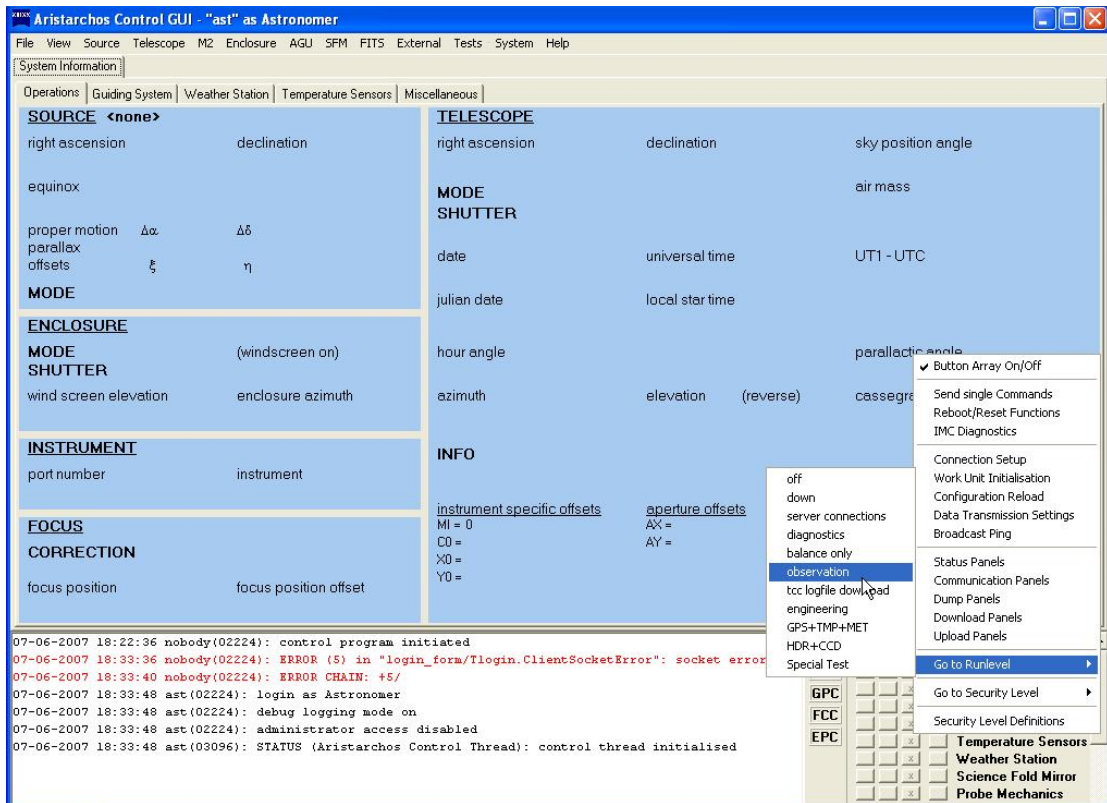 Aristarchos Control GUI - "ast" as Astronomer
File View Source Telescope M2 Enclosure AGU SFM FITS External Tests System Help
System Information
Operations Guiding System Weather Station Temperature Sensors Miscellaneous
SOURCE <none>
right ascension declination
equinox
proper motion Δα Δδ
parallax
offsets ξ η
MODE
ENCLOSURE
MODE (windscreen on)
SHUTTER
wind screen elevation enclosure azimuth
INSTRUMENT
port number instrument
FOCUS
CORRECTION
focus position focus position offset
TELESCOPE
right ascension declination sky position angle
MODE air mass
SHUTTER
date universal time UT1 - UTC
julian date local star time
hour angle parallactic angle
azimuth elevation (reverse)
INFO
instrument specific offsets aperture offsets
MI = 0 AX =
C0 = AY =
X0 =
Y0 =
off
down
server connections
diagnostics
balance only
observation
tcc logfile download
engineering
GPS+TMP+MET
HDR+CCD
Special Test
Button Array On/Off
Send single Commands
Reboot/Reset Functions
IMC Diagnostics
Connection Setup
Work Unit Initialisation
Configuration Reload
Data Transmission Settings
Broadcast Ping
Status Panels
Communication Panels
Dump Panels
Download Panels
Upload Panels
Go to Runlevel
Go to Security Level
Security Level Definitions
07-06-2007 18:22:36 nobody(02224): control program initiated
07-06-2007 18:33:36 nobody(02224): ERROR (5) in "login_form/Tlogin.ClientSocketError": socket error
07-06-2007 18:33:40 nobody(02224): ERROR CHAIN: +5/
07-06-2007 18:33:48 ast(02224): login as Astronomer
07-06-2007 18:33:48 ast(02224): debug logging mode on
07-06-2007 18:33:48 ast(02224): administrator access disabled
07-06-2007 18:33:48 ast(03096): STATUS (Aristarchos Control Thread): control thread initialised
GPC
FCC
EPC
Temperature Sensors
Weather Station
Science Fold Mirror
Probe Mechanics